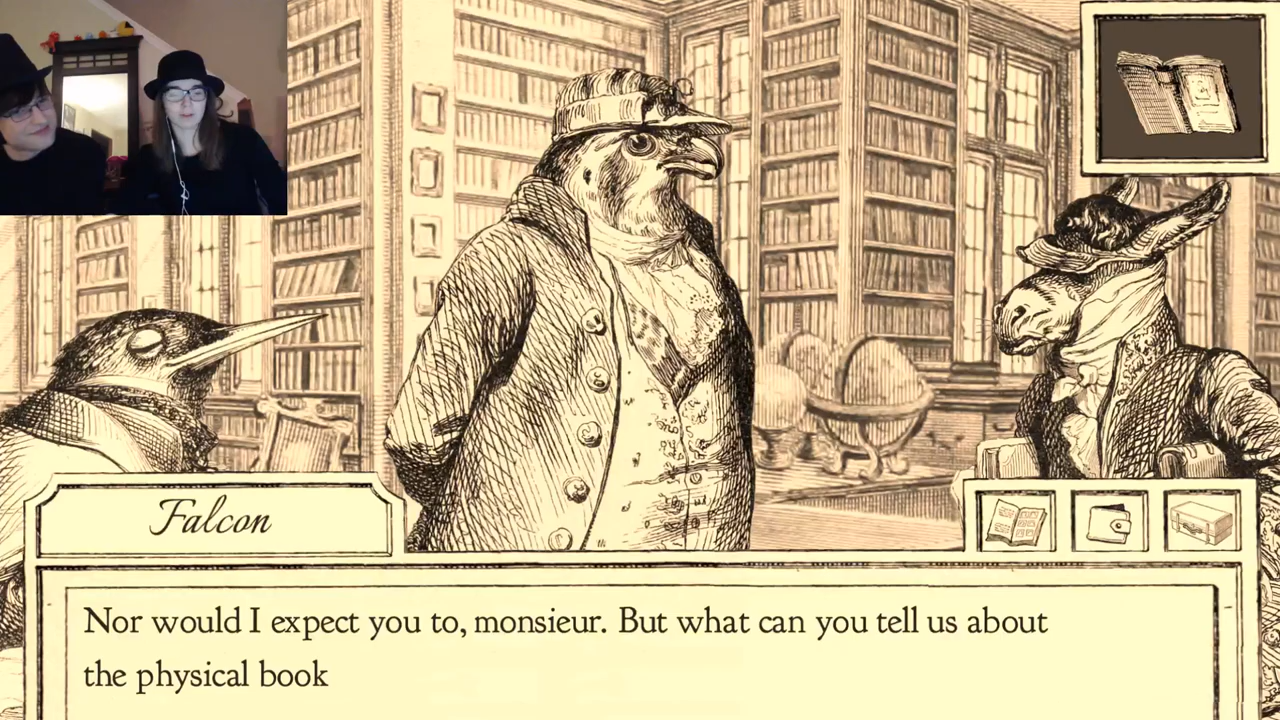 Falcon
Nor would I expect you to, monsieur. But what can you tell us about
the physical book